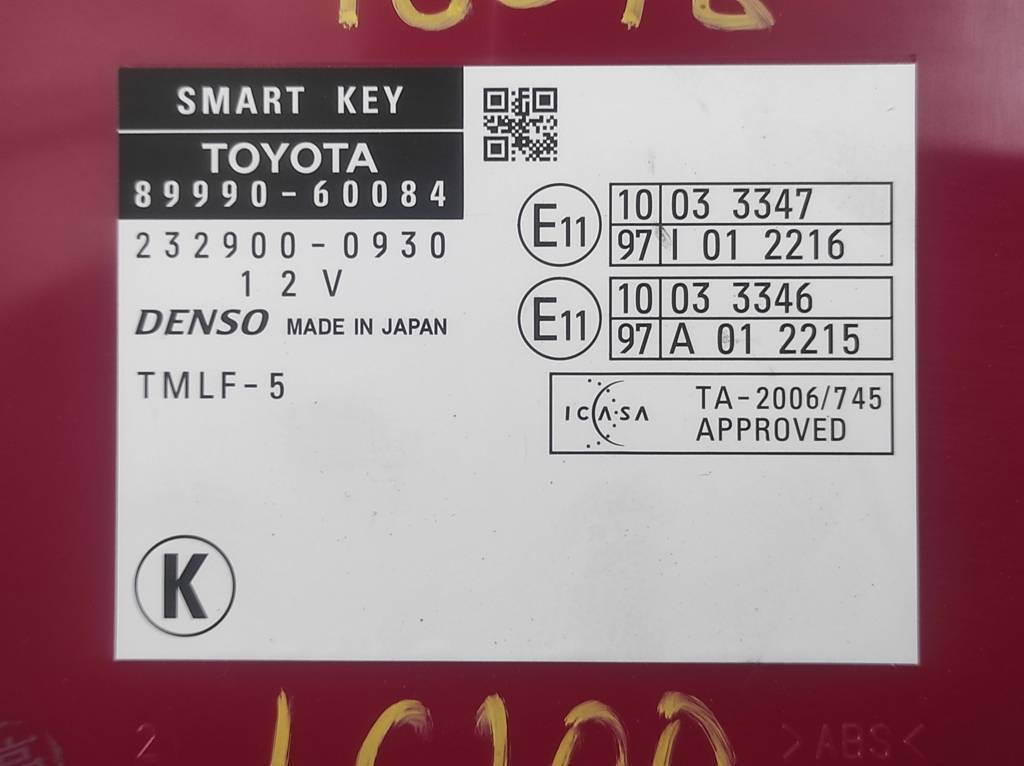 SMART KEY
TOYOTA
89990-60084
232900-0930
12V
DENSO MADE IN JAPAN
TMLF-5
K
E11 10 03 3347
97 I 01 2216
E11 10 03 3346
97 A 01 2215
ICASA TA-2006/745
APPROVED
2
>ABS<